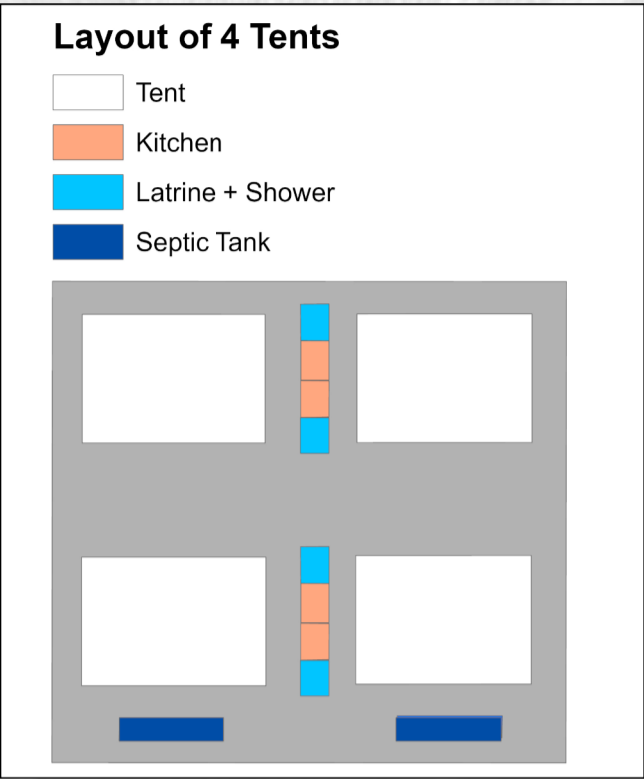 Layout of 4 Tents
Tent
Kitchen
Latrine + Shower
Septic Tank